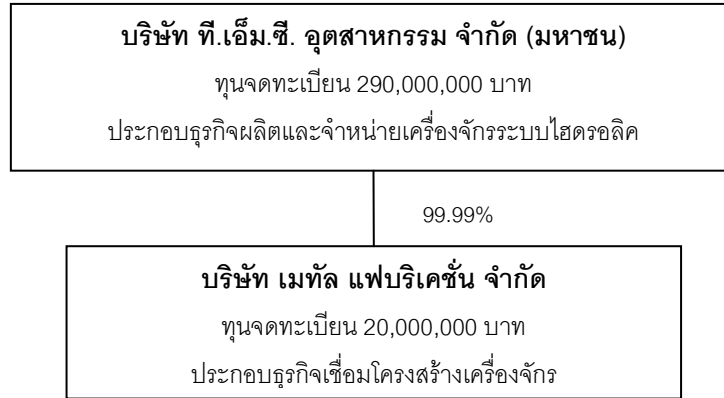 บริษัท ที.เอ็ม.ซี. อุตสาหกรรม จำกัด (มหาชน)
ทุนจดทะเบียน 290,000,000 บาท
ประกอบธุรกิจผลิตและจำหน่ายเครื่องจักรระบบไฮดรอลิค
99.99%
บริษัท เมทัล แฟบริเคชั่น จำกัด
ทุนจดทะเบียน 20,000,000 บาท
ประกอบธุรกิจเชื่อมโครงสร้างเครื่องจักร